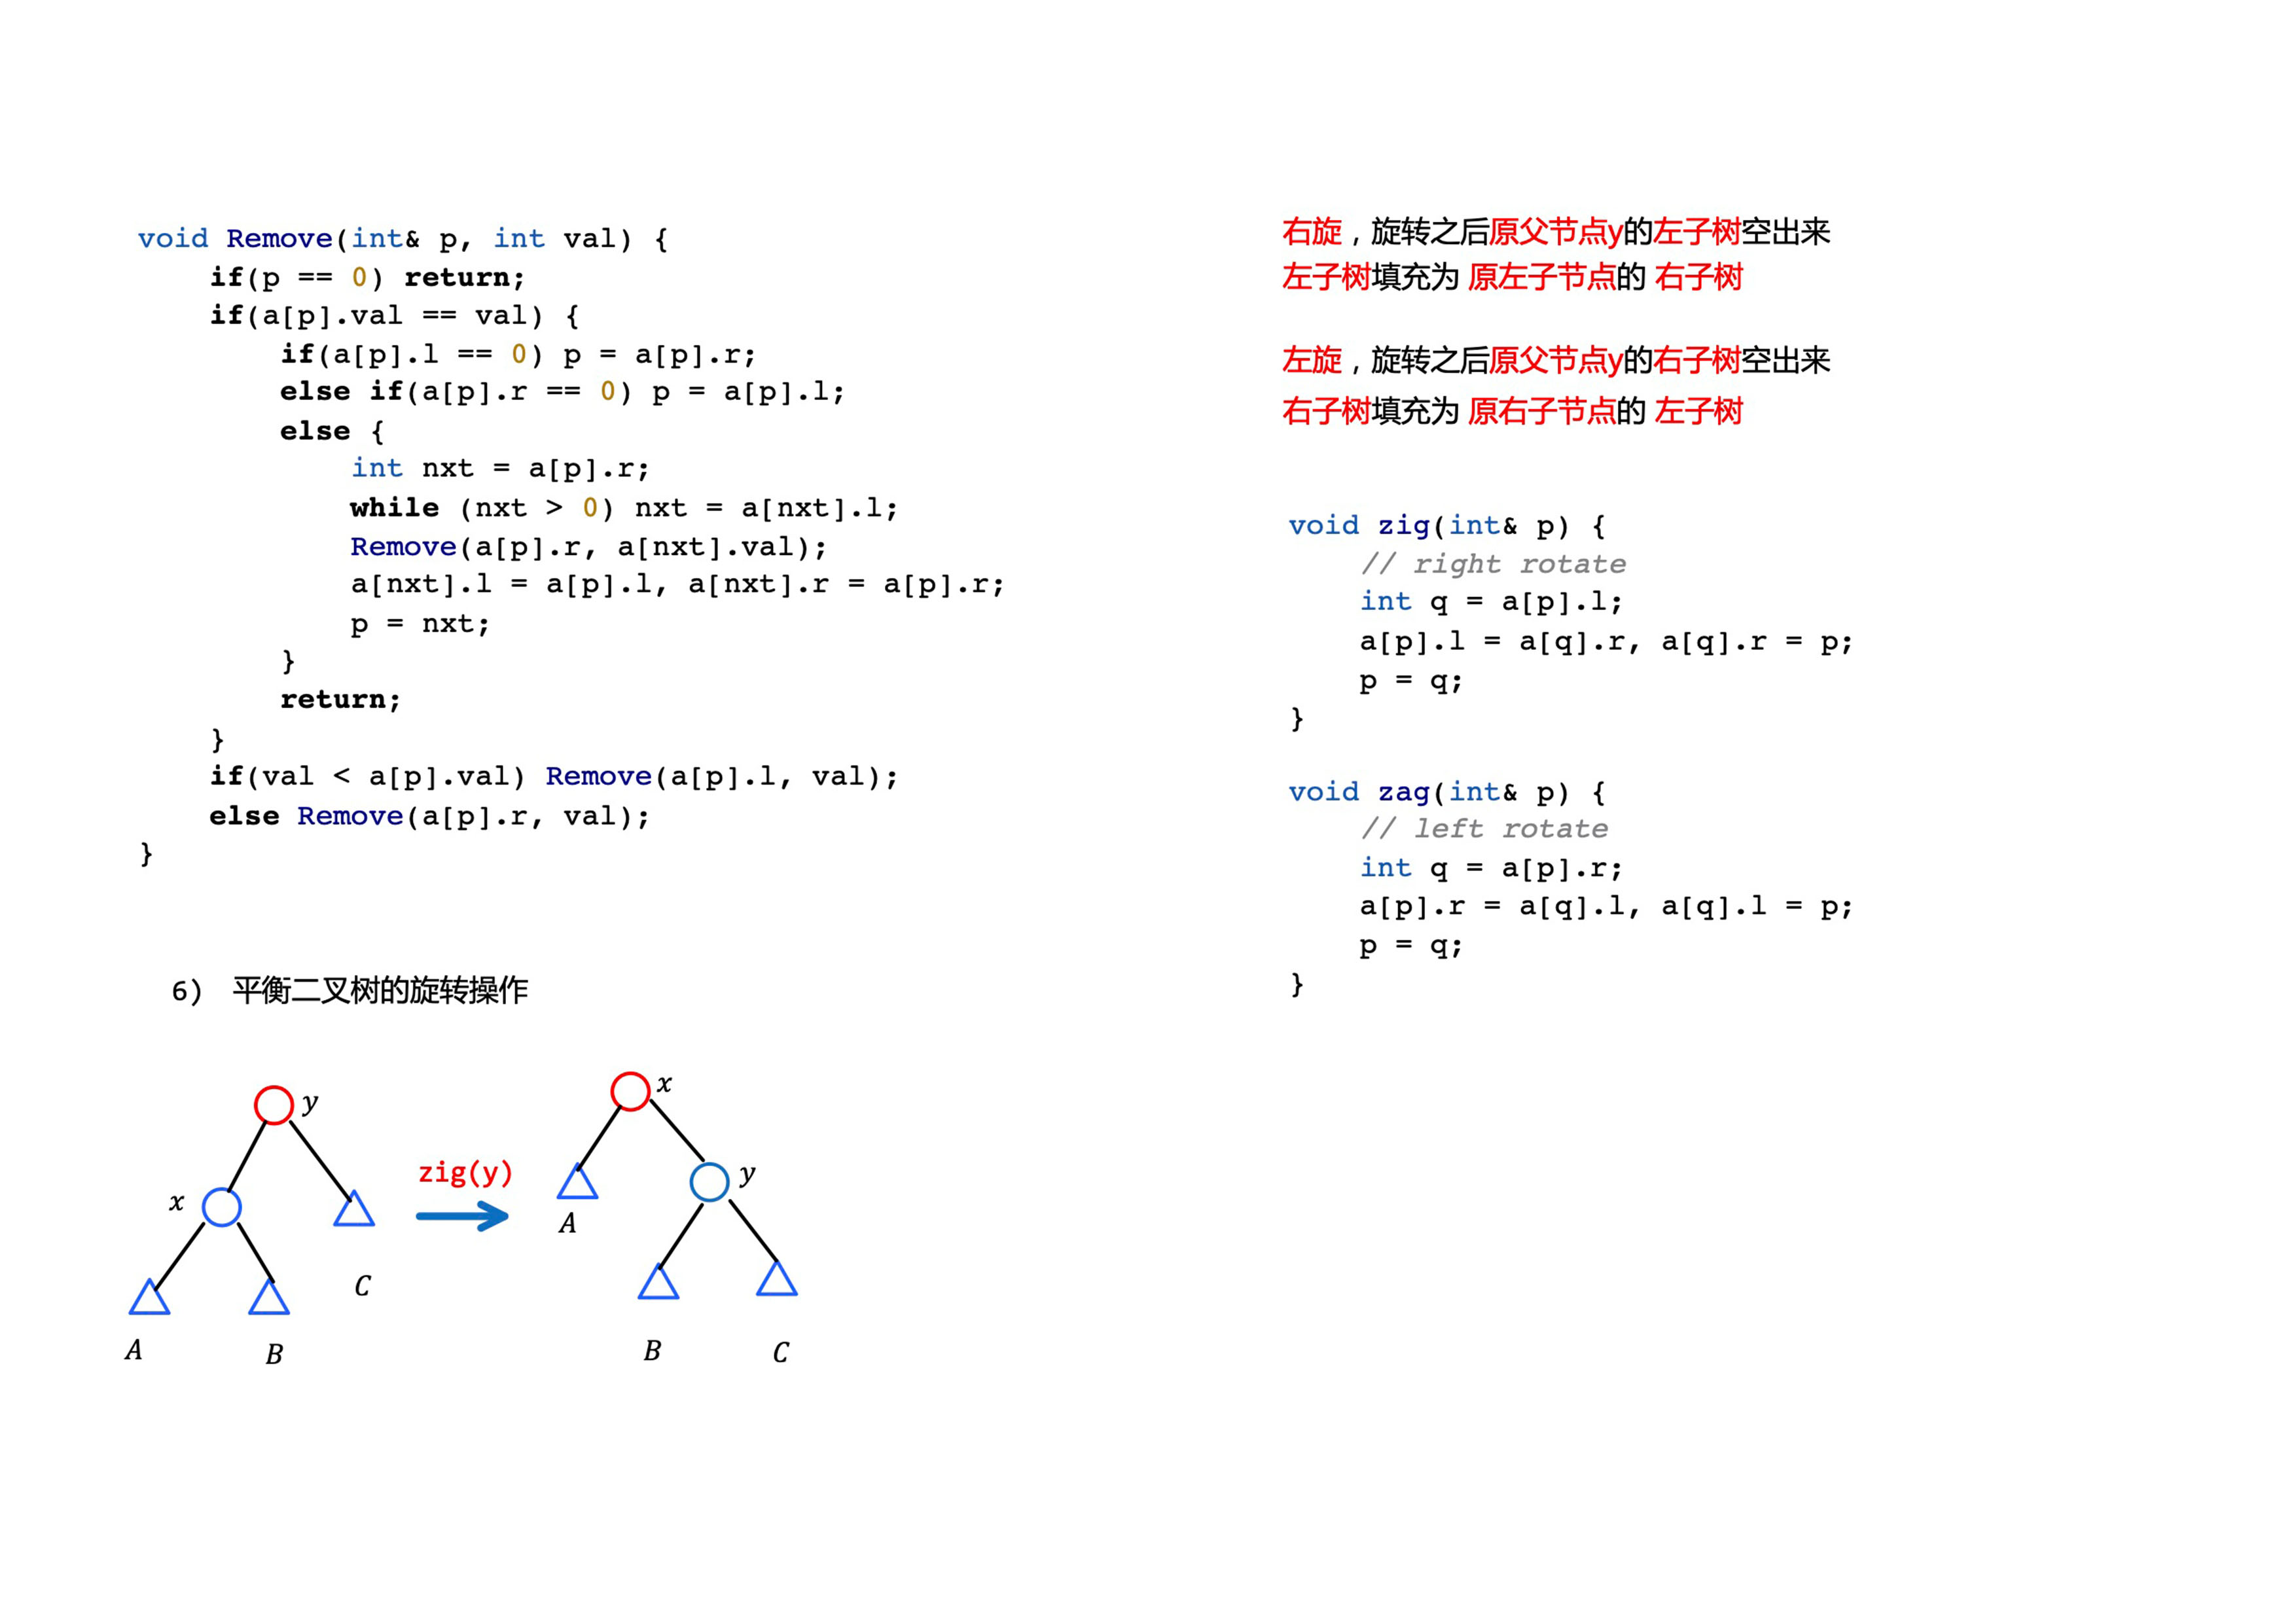 void Remove(int& p, int val) {
if(p == 0) return;
if(a[p].val == val) {
if(a[p].l == 0) p = a[p].r;
else if(a[p].r == 0) p = a[p].l;
else {
int nxt = a[p].r;
while (nxt > 0) nxt = a[nxt].l;
Remove(a[p].r, a[nxt].val);
a[nxt].l = a[p].l, a[nxt].r = a[p].r;
p = nxt;
}
return;
}
if(val < a[p].val) Remove(a[p].l, val);
else Remove(a[p].r, val);
}
6) 平衡二叉树的旋转操作
y
x
A
B
C
zig(y)
x
A
y
B
C
右旋，旋转之后原父节点y的左子树空出来
左子树填充为 原左子节点的 右子树
左旋，旋转之后原父节点y的右子树空出来
右子树填充为 原右子节点的 左子树
void zig(int& p) {
// right rotate
int q = a[p].l;
a[p].l = a[q].r, a[q].r = p;
p = q;
}
void zag(int& p) {
// left rotate
int q = a[p].r;
a[p].r = a[q].l, a[q].l = p;
p = q;
}